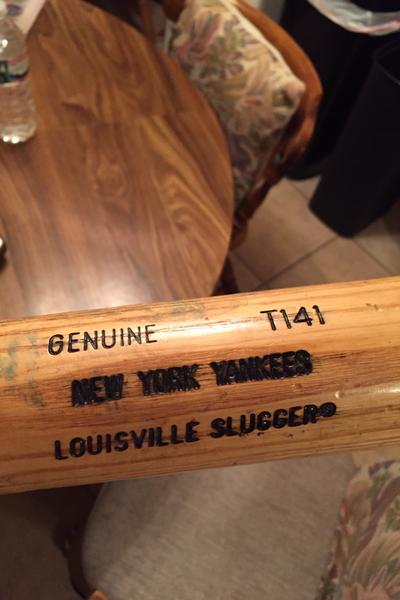 GENUINE T141
NEW YORK YANKEES
LOUISVILLE SLUGGER®